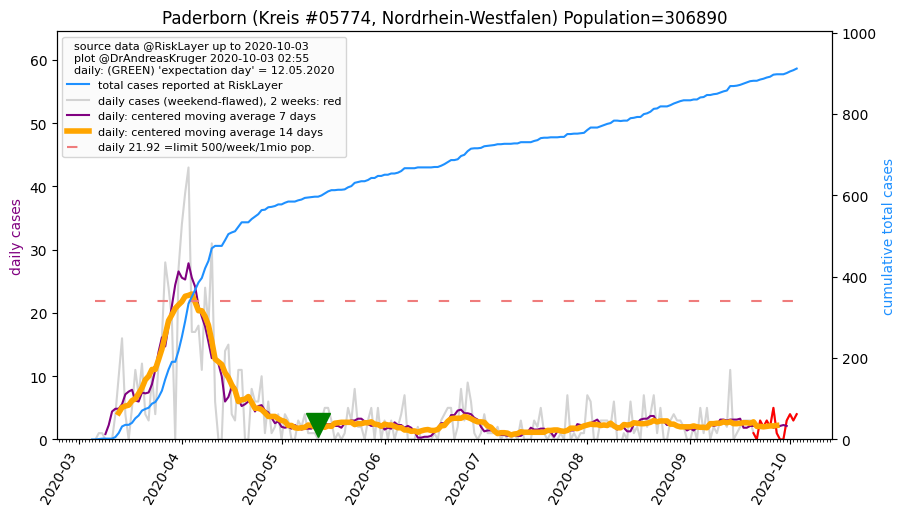 Paderborn (Kreis #05774, Nordrhein-Westfalen) Population=306890
source data @RiskLayer up to 2020-10-03
plot @DrAndreasKruger 2020-10-03 02:55
daily: (GREEN) 'expectation day' = 12.05.2020
total cases reported at RiskLayer
daily cases (weekend-flawed), 2 weeks: red
daily: centered moving average 7 days
daily: centered moving average 14 days
daily 21.92 =limit 500/week/1mio pop.
daily cases
60
50
40
30
20
10
0
cumulative total cases
1000
800
600
400
200
0
2020-03
2020-04
2020-05
2020-06
2020-07
2020-08
2020-09
2020-10